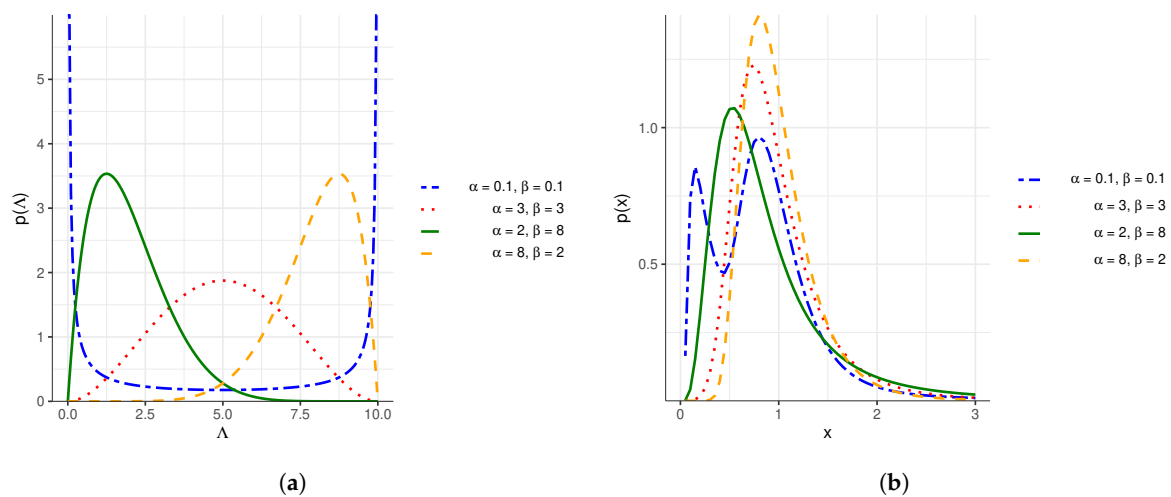 p(Λ)
5
4
3
2
1
0
0.0
2.5
5.0
7.5
10.0
Λ
α = 0.1, β = 0.1
α = 3, β = 3
α = 2, β = 8
α = 8, β = 2
(a)
p(x)
1.0
0.5
0
1
2
3
x
α = 0.1, β = 0.1
α = 3, β = 3
α = 2, β = 8
α = 8, β = 2
(b)